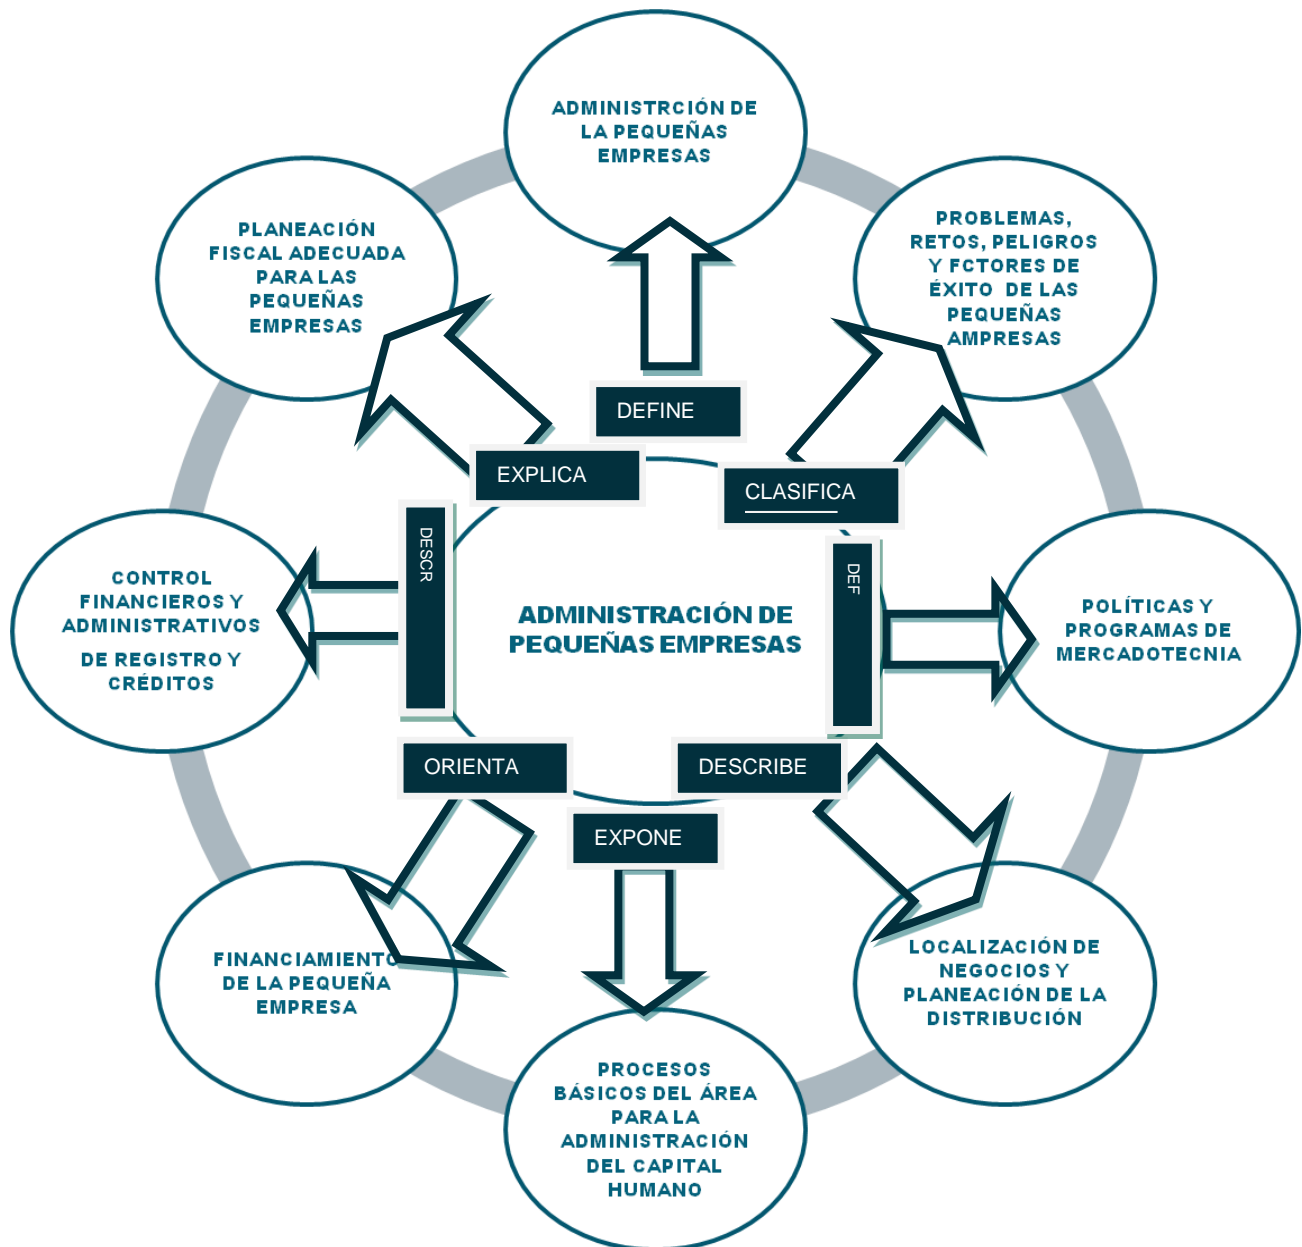 ADMINISTRCIÓN DE
LA PEQUEÑAS
EMPRESAS
PLANEACIÓN
FISCAL ADECUADA
PARA LAS
PEQUEÑAS
EMPRESAS
PROBLEMAS,
RETOS, PELIGROS
Y FCTORES DE
ÉXITO DE LAS
PEQUEÑAS
AMPRESAS
DEFINE
EXPLICA
CLASIFICA
DESCR
DEF
CONTROL
FINANCIEROS Y
ADMINISTRATIVOS
DE REGISTRO Y
CRÉDITOS
ADMINISTRACIÓN DE
PEQUEÑAS EMPRESAS
POLÍTICAS Y
PROGRAMAS DE
MERCADOTECNIA
ORIENTA
DESCRIBE
EXPONE
FINANCIAMIENTO
DE LA PEQUEÑA
EMPRESA
LOCALIZACIÓN DE
NEGOCIOS Y
PLANEACIÓN DE LA
DISTRIBUCIÓN
PROCESOS
BÁSICOS DEL ÁREA
PARA LA
ADMINISTRACIÓN
DEL CAPITAL
HUMANO